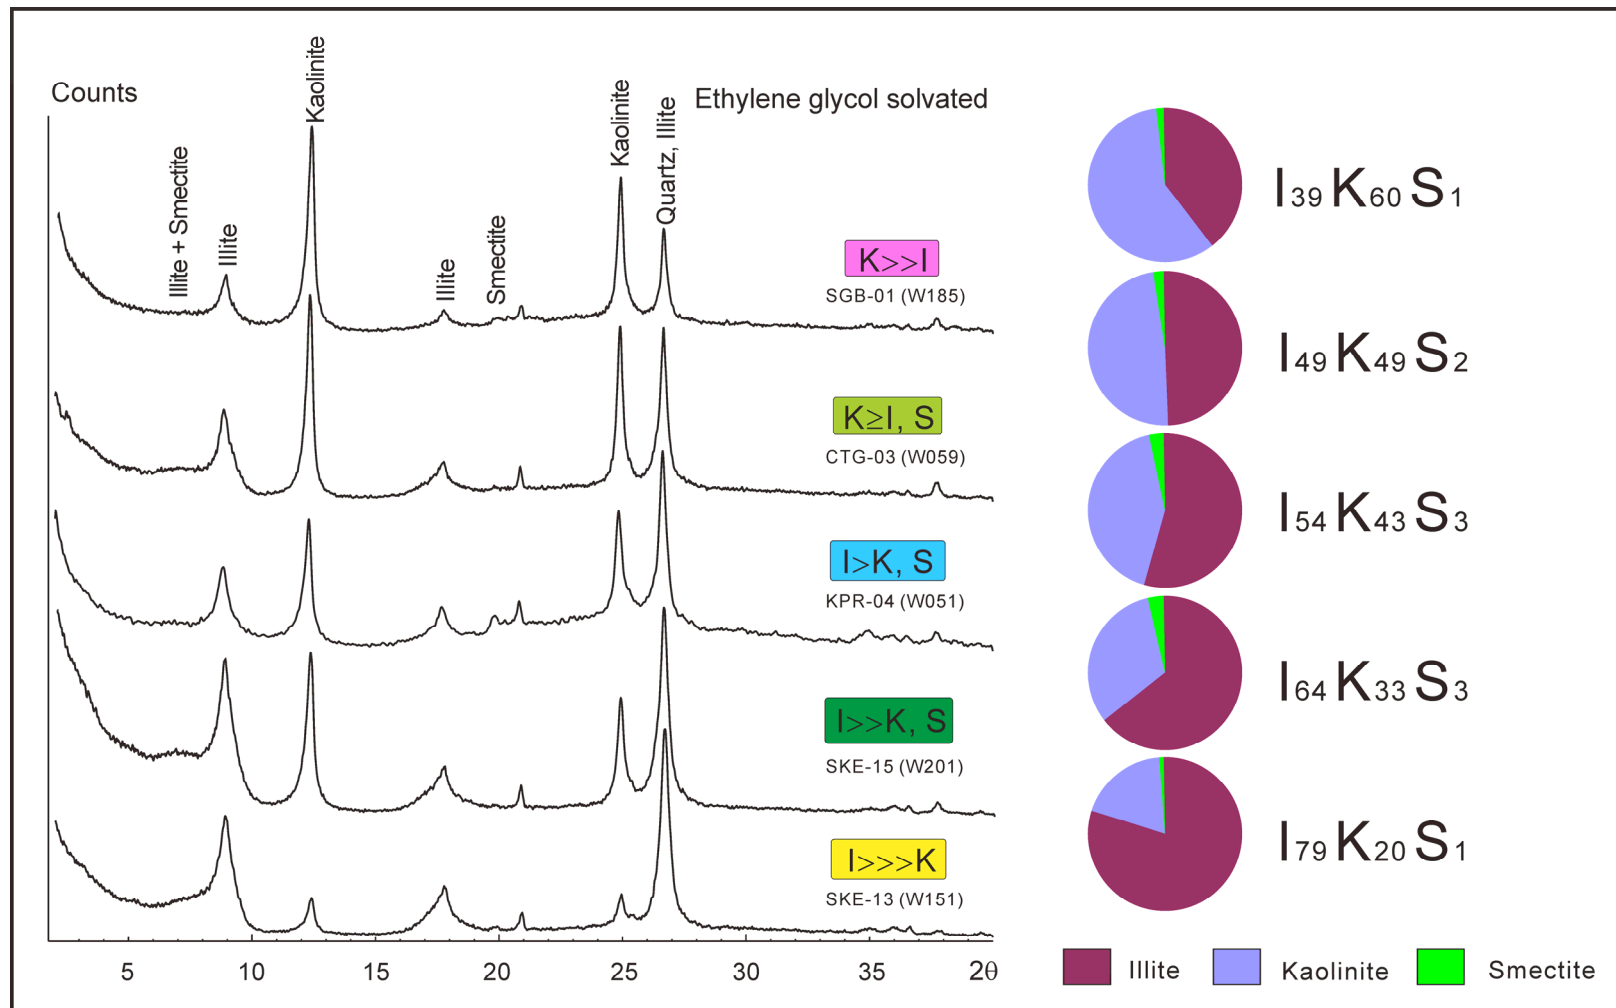 Counts
Ethylene glycol solvated
Illite + Smectite
Illite
Kaolinite
Illite
Smectite
Kaolinite
Quartz, Illite
K>>I
SGB-01 (W185)
K≥I, S
CTG-03 (W059)
I>K, S
KPR-04 (W051)
I>>K, S
SKE-15 (W201)
I>>>K
SKE-13 (W151)
5 10 15 20 25 30 35 2θ
I39 K60 S1
I49 K49 S2
I54 K43 S3
I64 K33 S3
I79 K20 S1
Illite Kaolinite Smectite